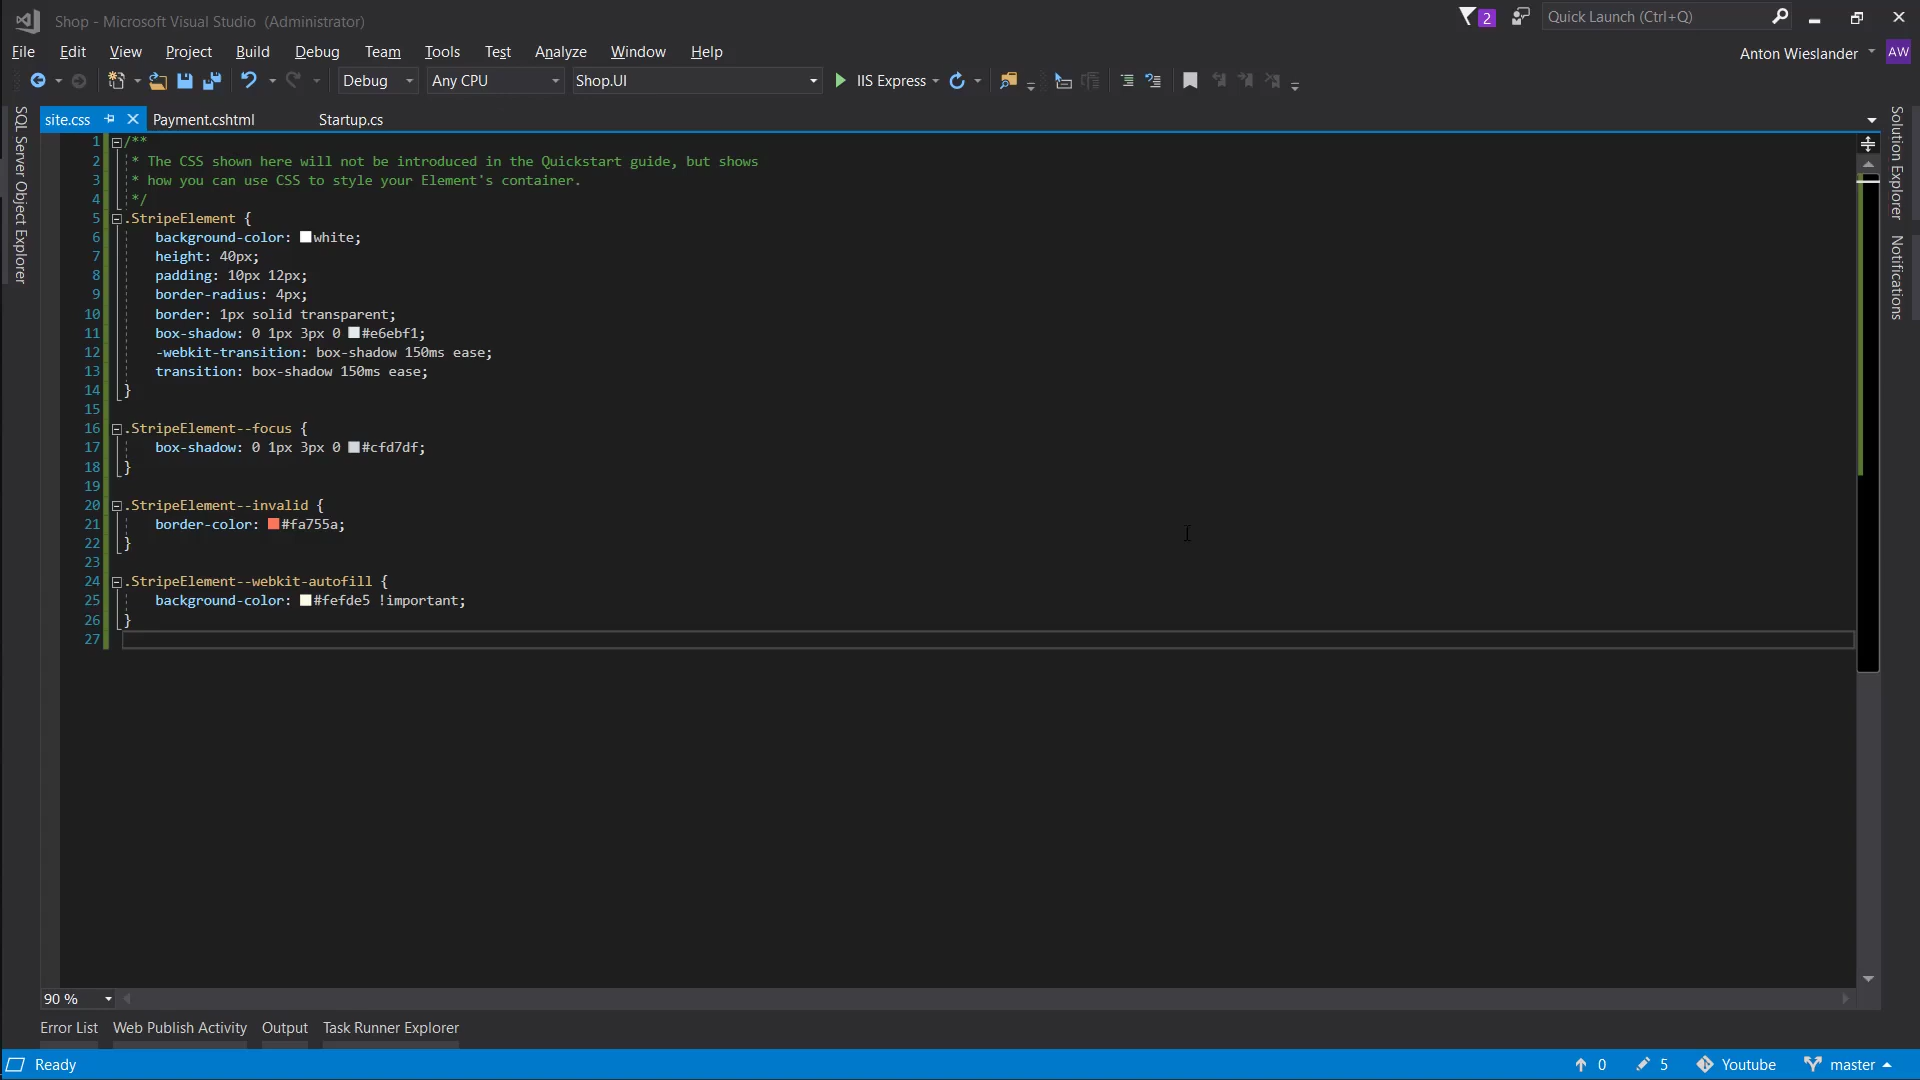 Shop - Microsoft Visual Studio (Administrator)
2
Quick Launch (Ctrl+Q)
File Edit View Project Build Debug Team Tools Test Analyze Window Help
Anton Wieslander AW
Debug Any CPU Shop.UI IIS Express
SQL Server Object Explorer
Solution Explorer
Notifications
site.css Payment.cshtml Startup.cs
1 /**
2 * The CSS shown here will not be introduced in the Quickstart guide, but shows
3 * how you can use CSS to style your Element's container.
4 */
5 .StripeElement {
6 background-color: white;
7 height: 40px;
8 padding: 10px 12px;
9 border-radius: 4px;
10 border: 1px solid transparent;
11 box-shadow: 0 1px 3px 0 #e6ebf1;
12 -webkit-transition: box-shadow 150ms ease;
13 transition: box-shadow 150ms ease;
14 }
15
16 .StripeElement--focus {
17 box-shadow: 0 1px 3px 0 #cfd7df;
18 }
19
20 .StripeElement--invalid {
21 border-color: #fa755a;
22 }
23
24 .StripeElement--webkit-autofill {
25 background-color: #fefde5 !important;
26 }
27
90 %
Error List Web Publish Activity Output Task Runner Explorer
Ready 0 5 Youtube master